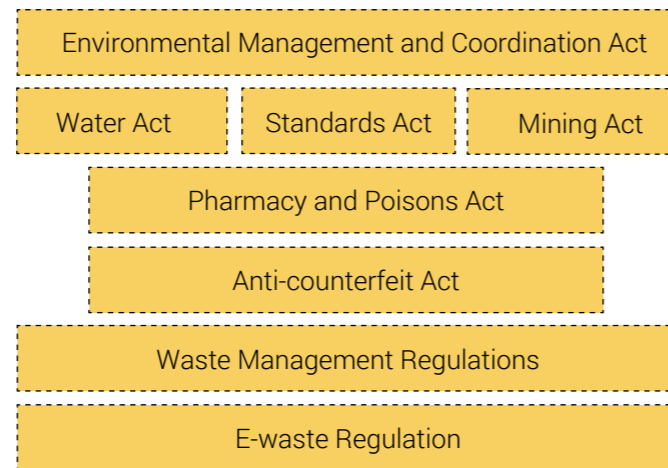 Environmental Management and Coordination Act
Water Act
Standards Act
Mining Act
Pharmacy and Poisons Act
Anti-counterfeit Act
Waste Management Regulations
E-waste Regulation